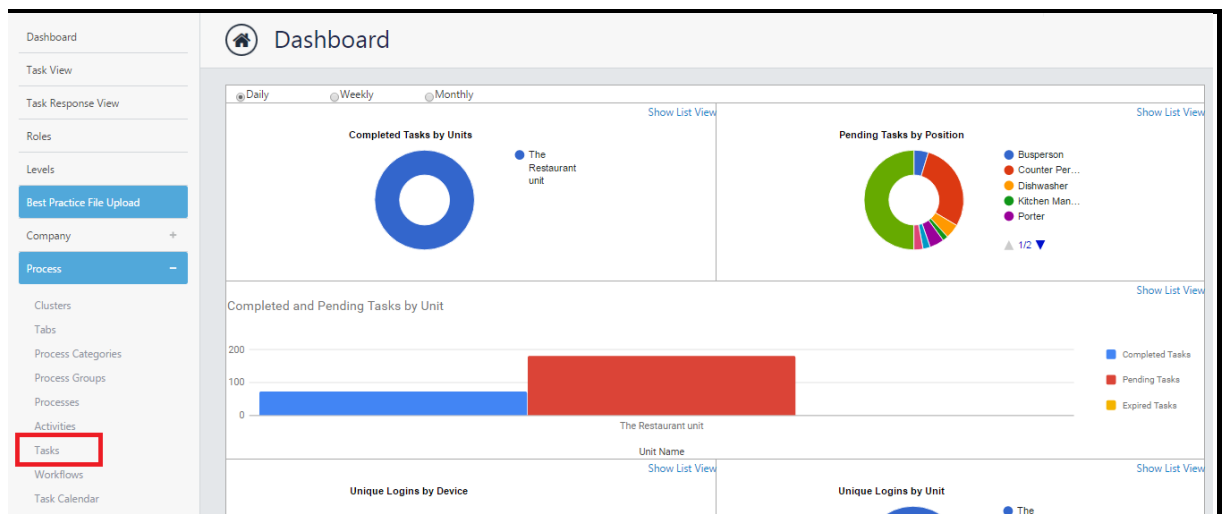 Dashboard
Task View
Task Response View
Roles
Levels
Best Practice File Upload
Company +
Process −
Clusters
Tabs
Process Categories
Process Groups
Processes
Activities
Tasks
Workflows
Task Calendar
Dashboard
Daily Weekly Monthly
Show List View
Completed Tasks by Units
The
Restaurant
unit
Show List View
Pending Tasks by Position
Busperson
Counter Per...
Dishwasher
Kitchen Man...
Porter
1/2
Show List View
Completed and Pending Tasks by Unit
200
100
0
The Restaurant unit
Unit Name
Completed Tasks
Pending Tasks
Expired Tasks
Show List View
Unique Logins by Device
Show List View
Unique Logins by Unit
The